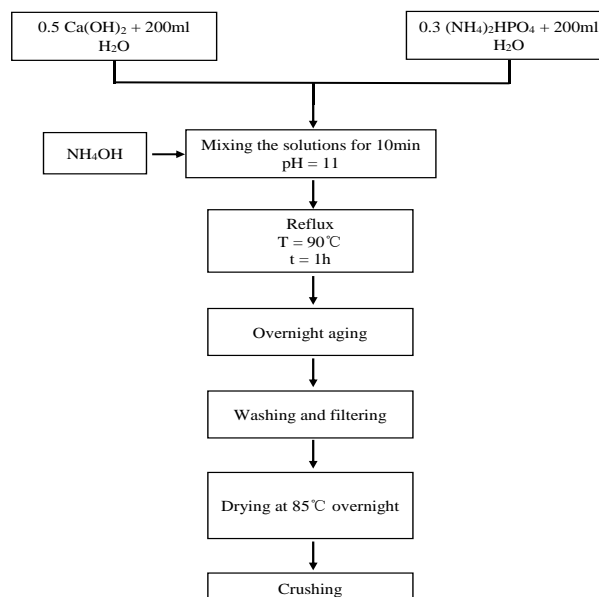 0.5 Ca(OH)₂ + 200ml
H₂O
0.3 (NH₄)₂HPO₄ + 200ml
H₂O
NH₄OH
Mixing the solutions for 10min
pH = 11
Reflux
T = 90℃
t = 1h
Overnight aging
Washing and filtering
Drying at 85℃ overnight
Crushing